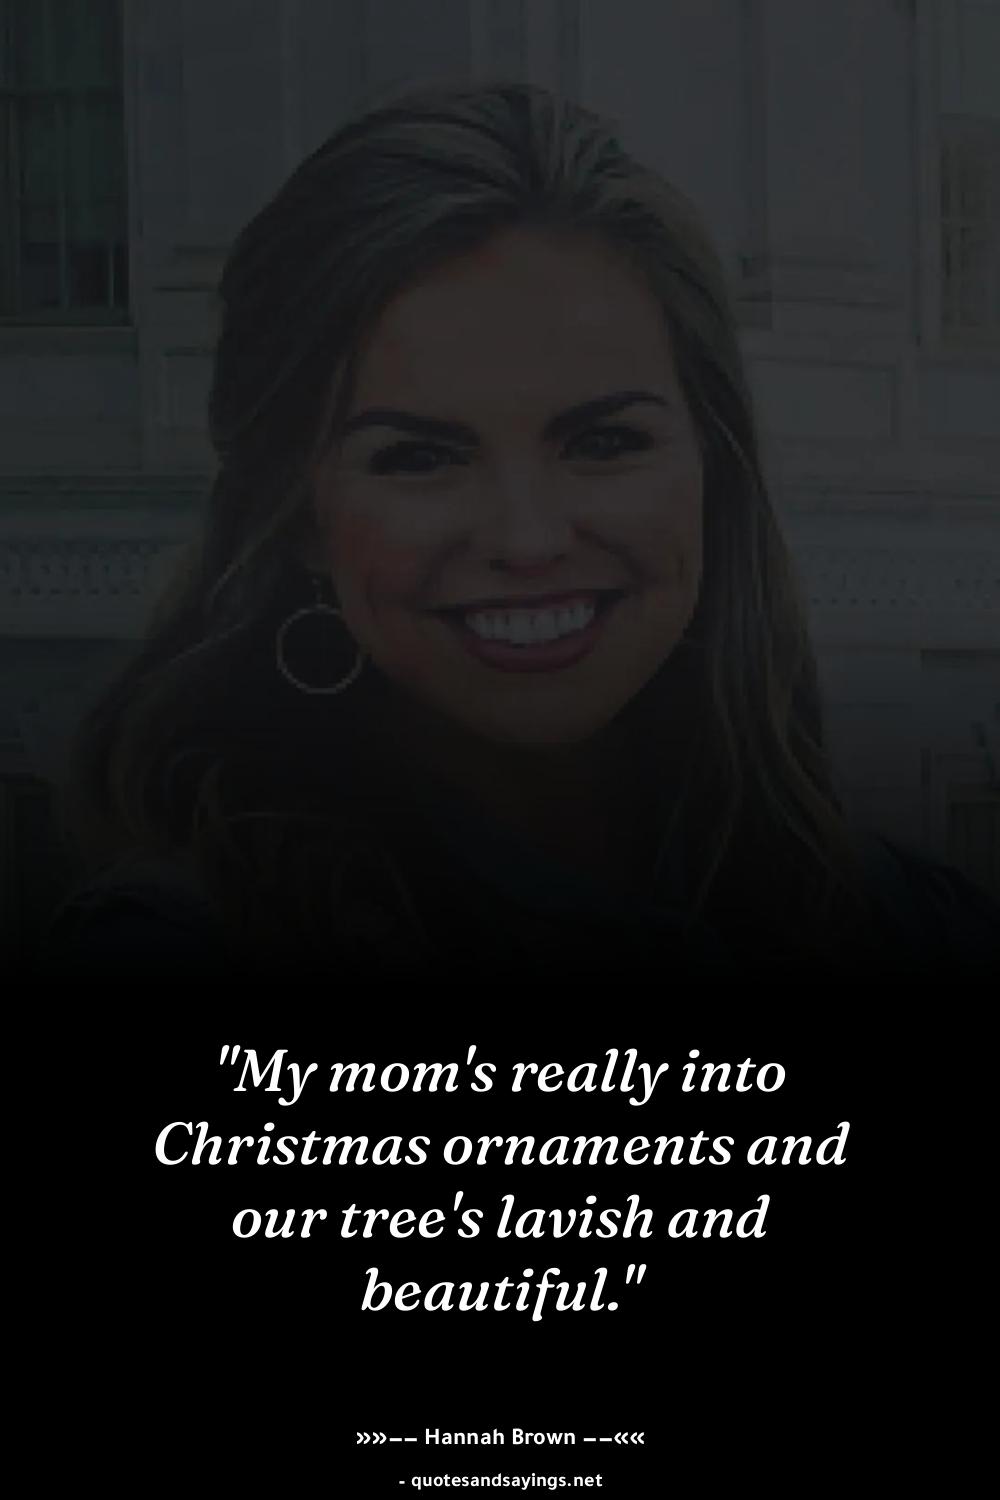 "My mom's really into
Christmas ornaments and
our tree's lavish and
beautiful."
»»–– Hannah Brown ––««
- quotesandsayings.net